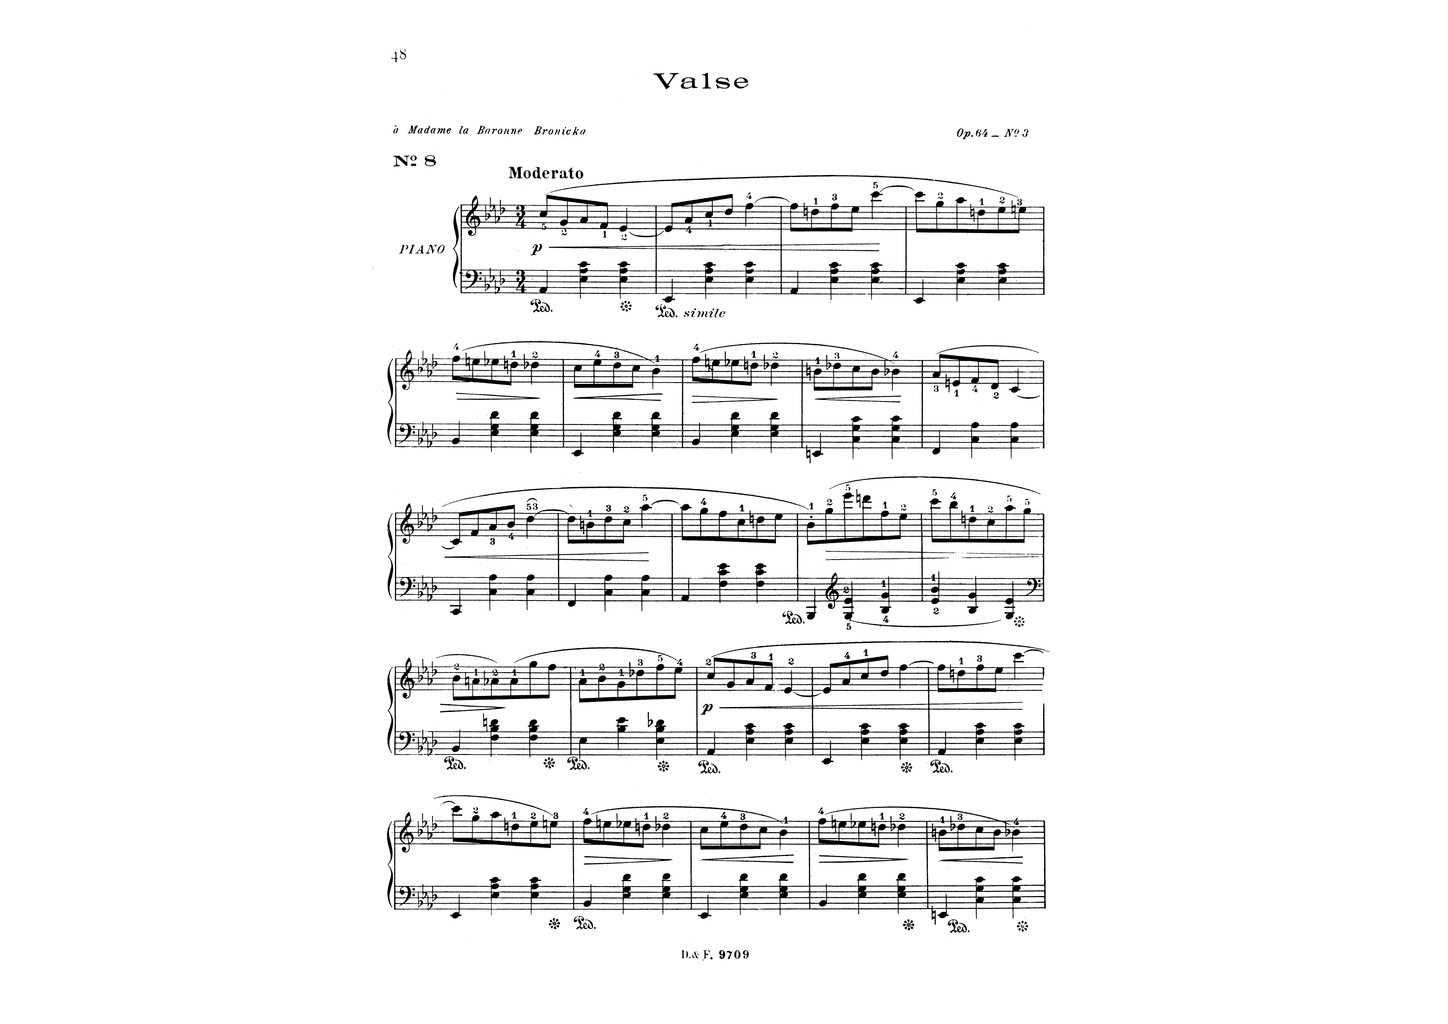 48
Valse
à Madame la Baronne Bronicka
Op. 64 _ Nº 3
Nº 8
Moderato
PIANO
p
Ped.
Ped. simile
Ped.
Ped.
Ped.
p
Ped.
Ped.
Ped.
Ped.
D. & F. 9709